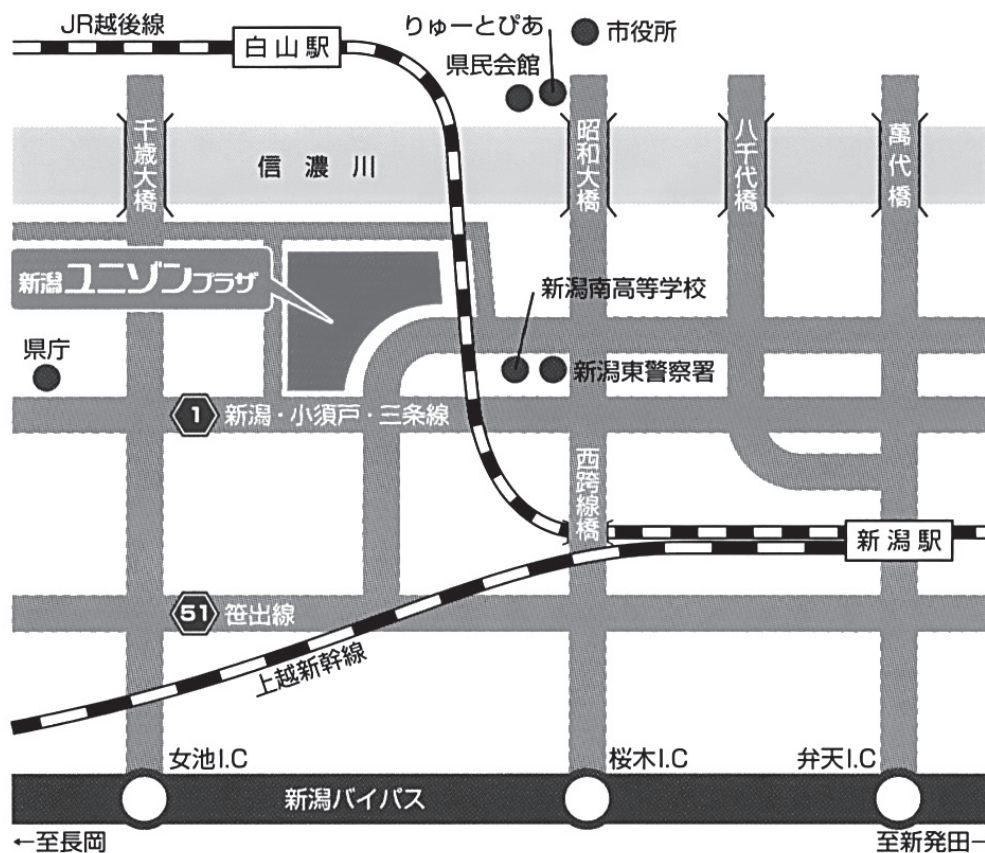 JR越後線
白山駅
りゅーとぴあ
市役所
県民会館
千歳大橋
信濃川
昭和大橋
八千代橋
萬代橋
新潟ユニゾンプラザ
新潟南高等学校
県庁
新潟東警察署
1 新潟・小須戸・三条線
西跨線橋
新潟駅
51 笹出線
上越新幹線
女池I.C
桜木I.C
弁天I.C
新潟バイパス
←至長岡
至新発田→